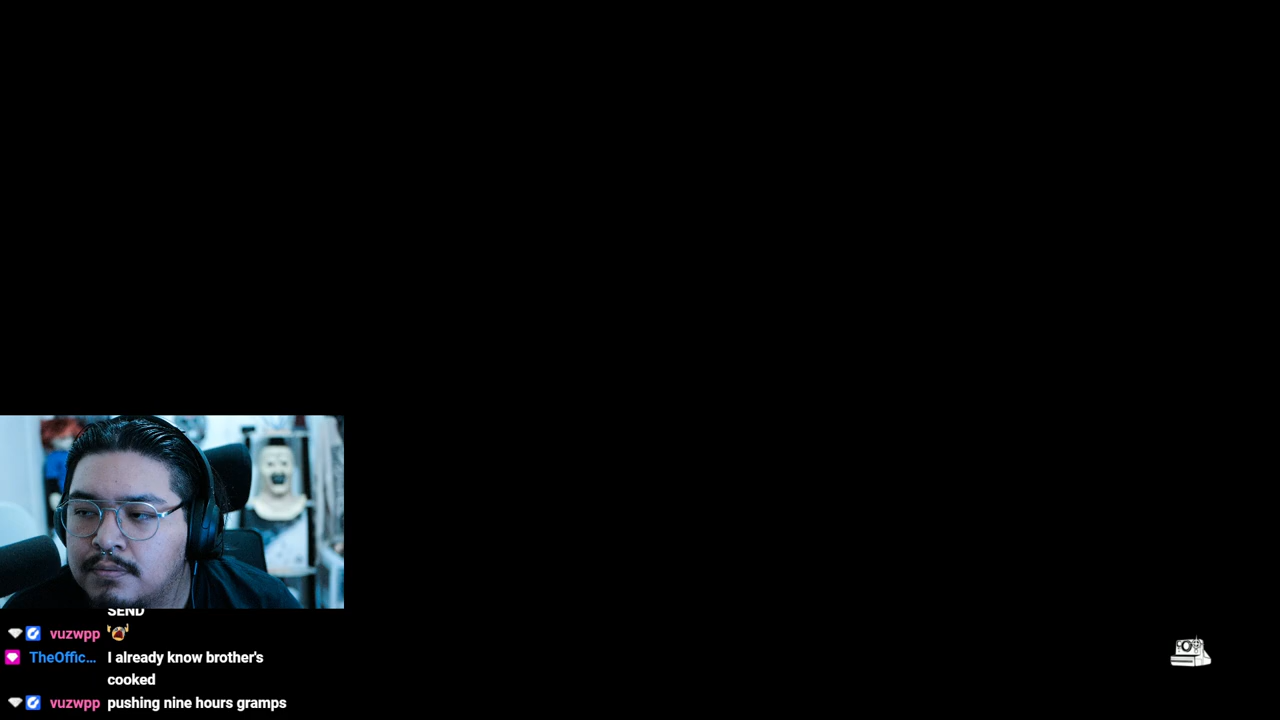 SEND
vuzwpp
TheOffic... I already know brother's
cooked
vuzwpp pushing nine hours gramps